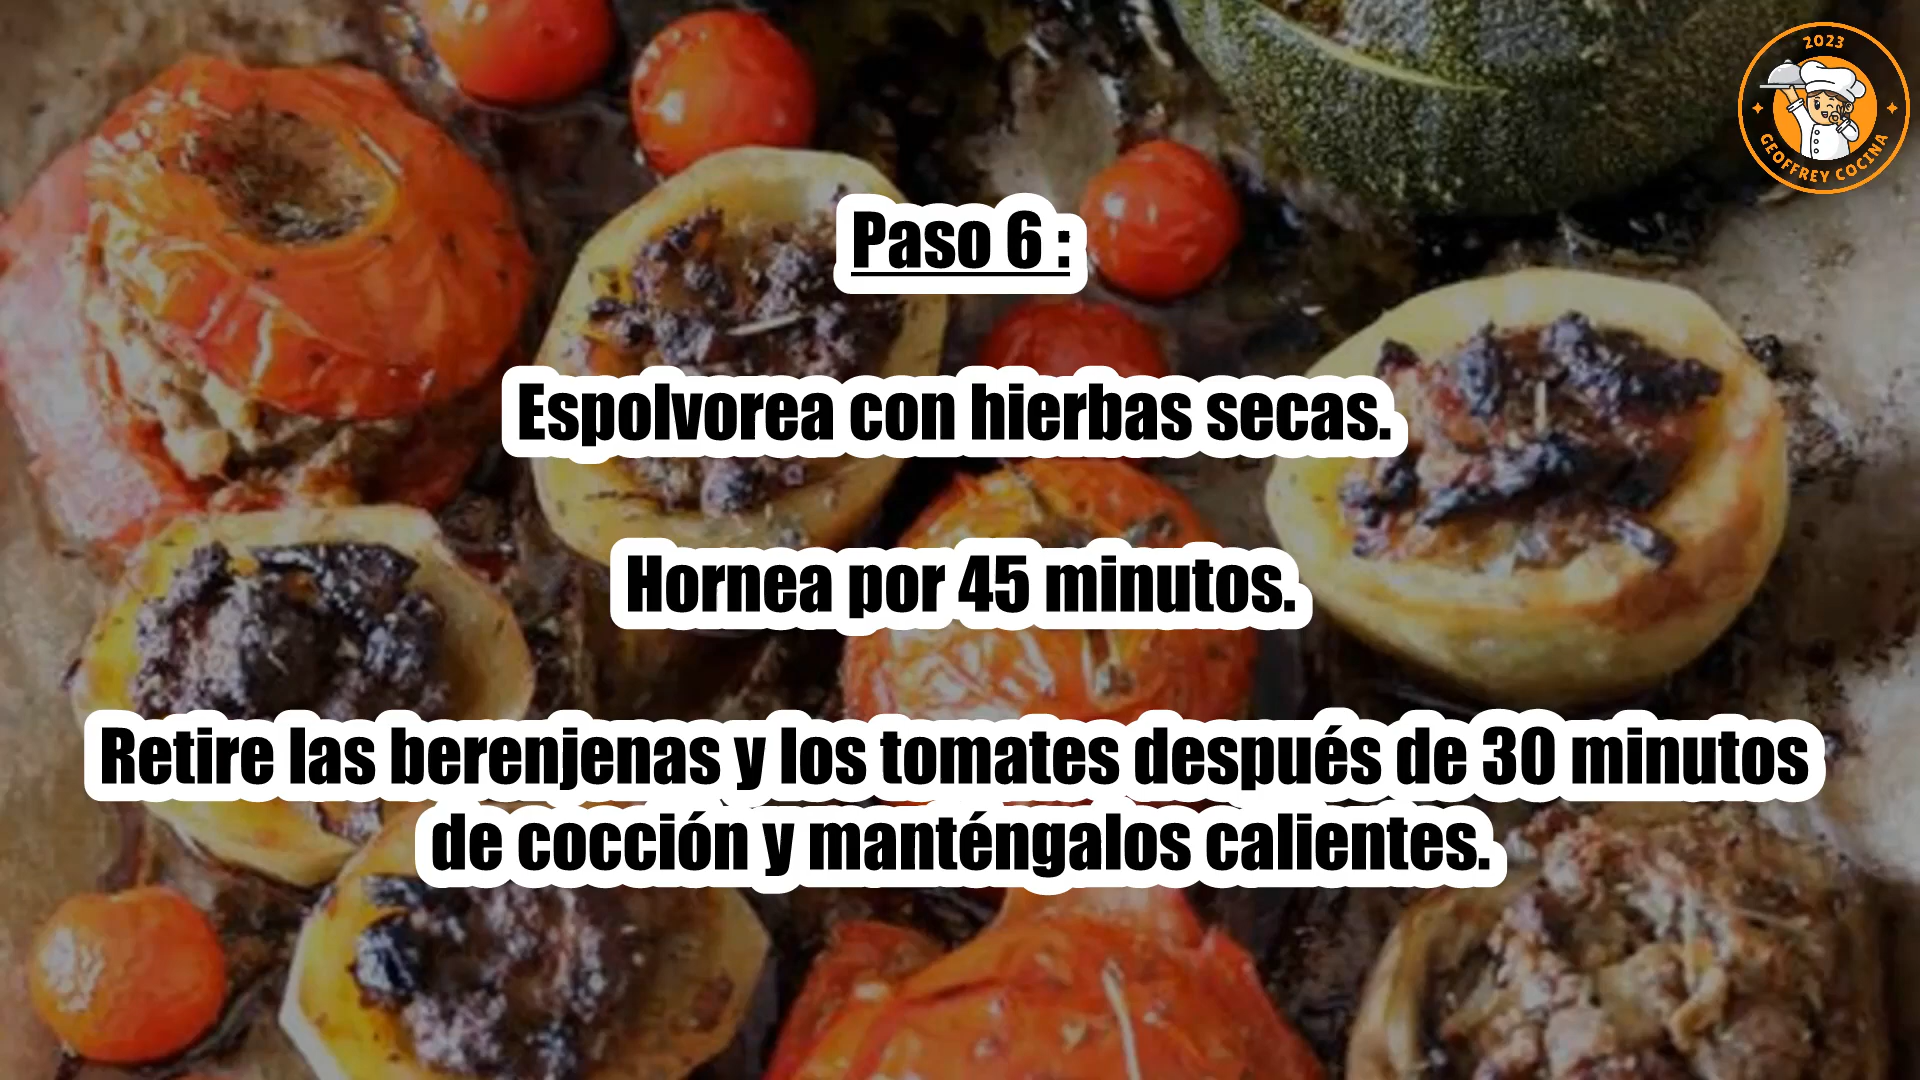 2023
GEOFFREY COCINA
Paso 6 :
Espolvorea con hierbas secas.
Hornea por 45 minutos.
Retire las berenjenas y los tomates después de 30 minutos
de cocción y manténgalos calientes.